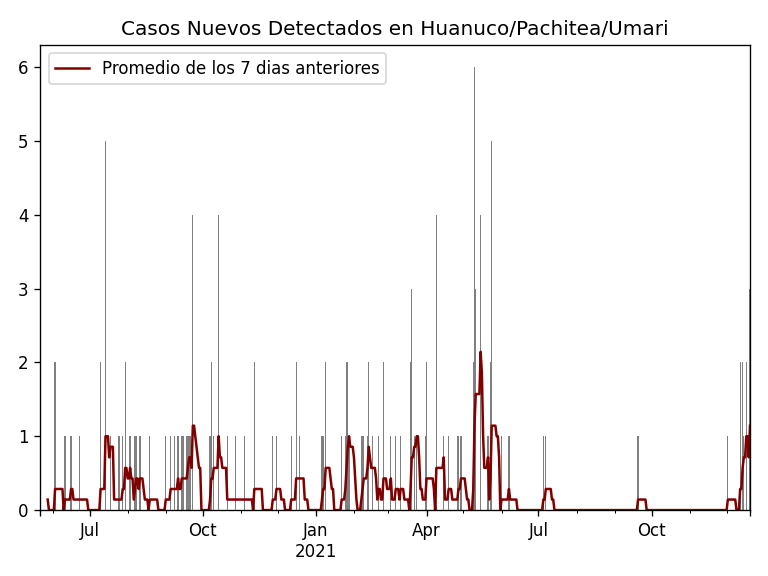 Casos Nuevos Detectados en Huanuco/Pachitea/Umari
Promedio de los 7 dias anteriores
6
5
4
3
2
1
0
Jul
Oct
Jan
2021
Apr
Jul
Oct